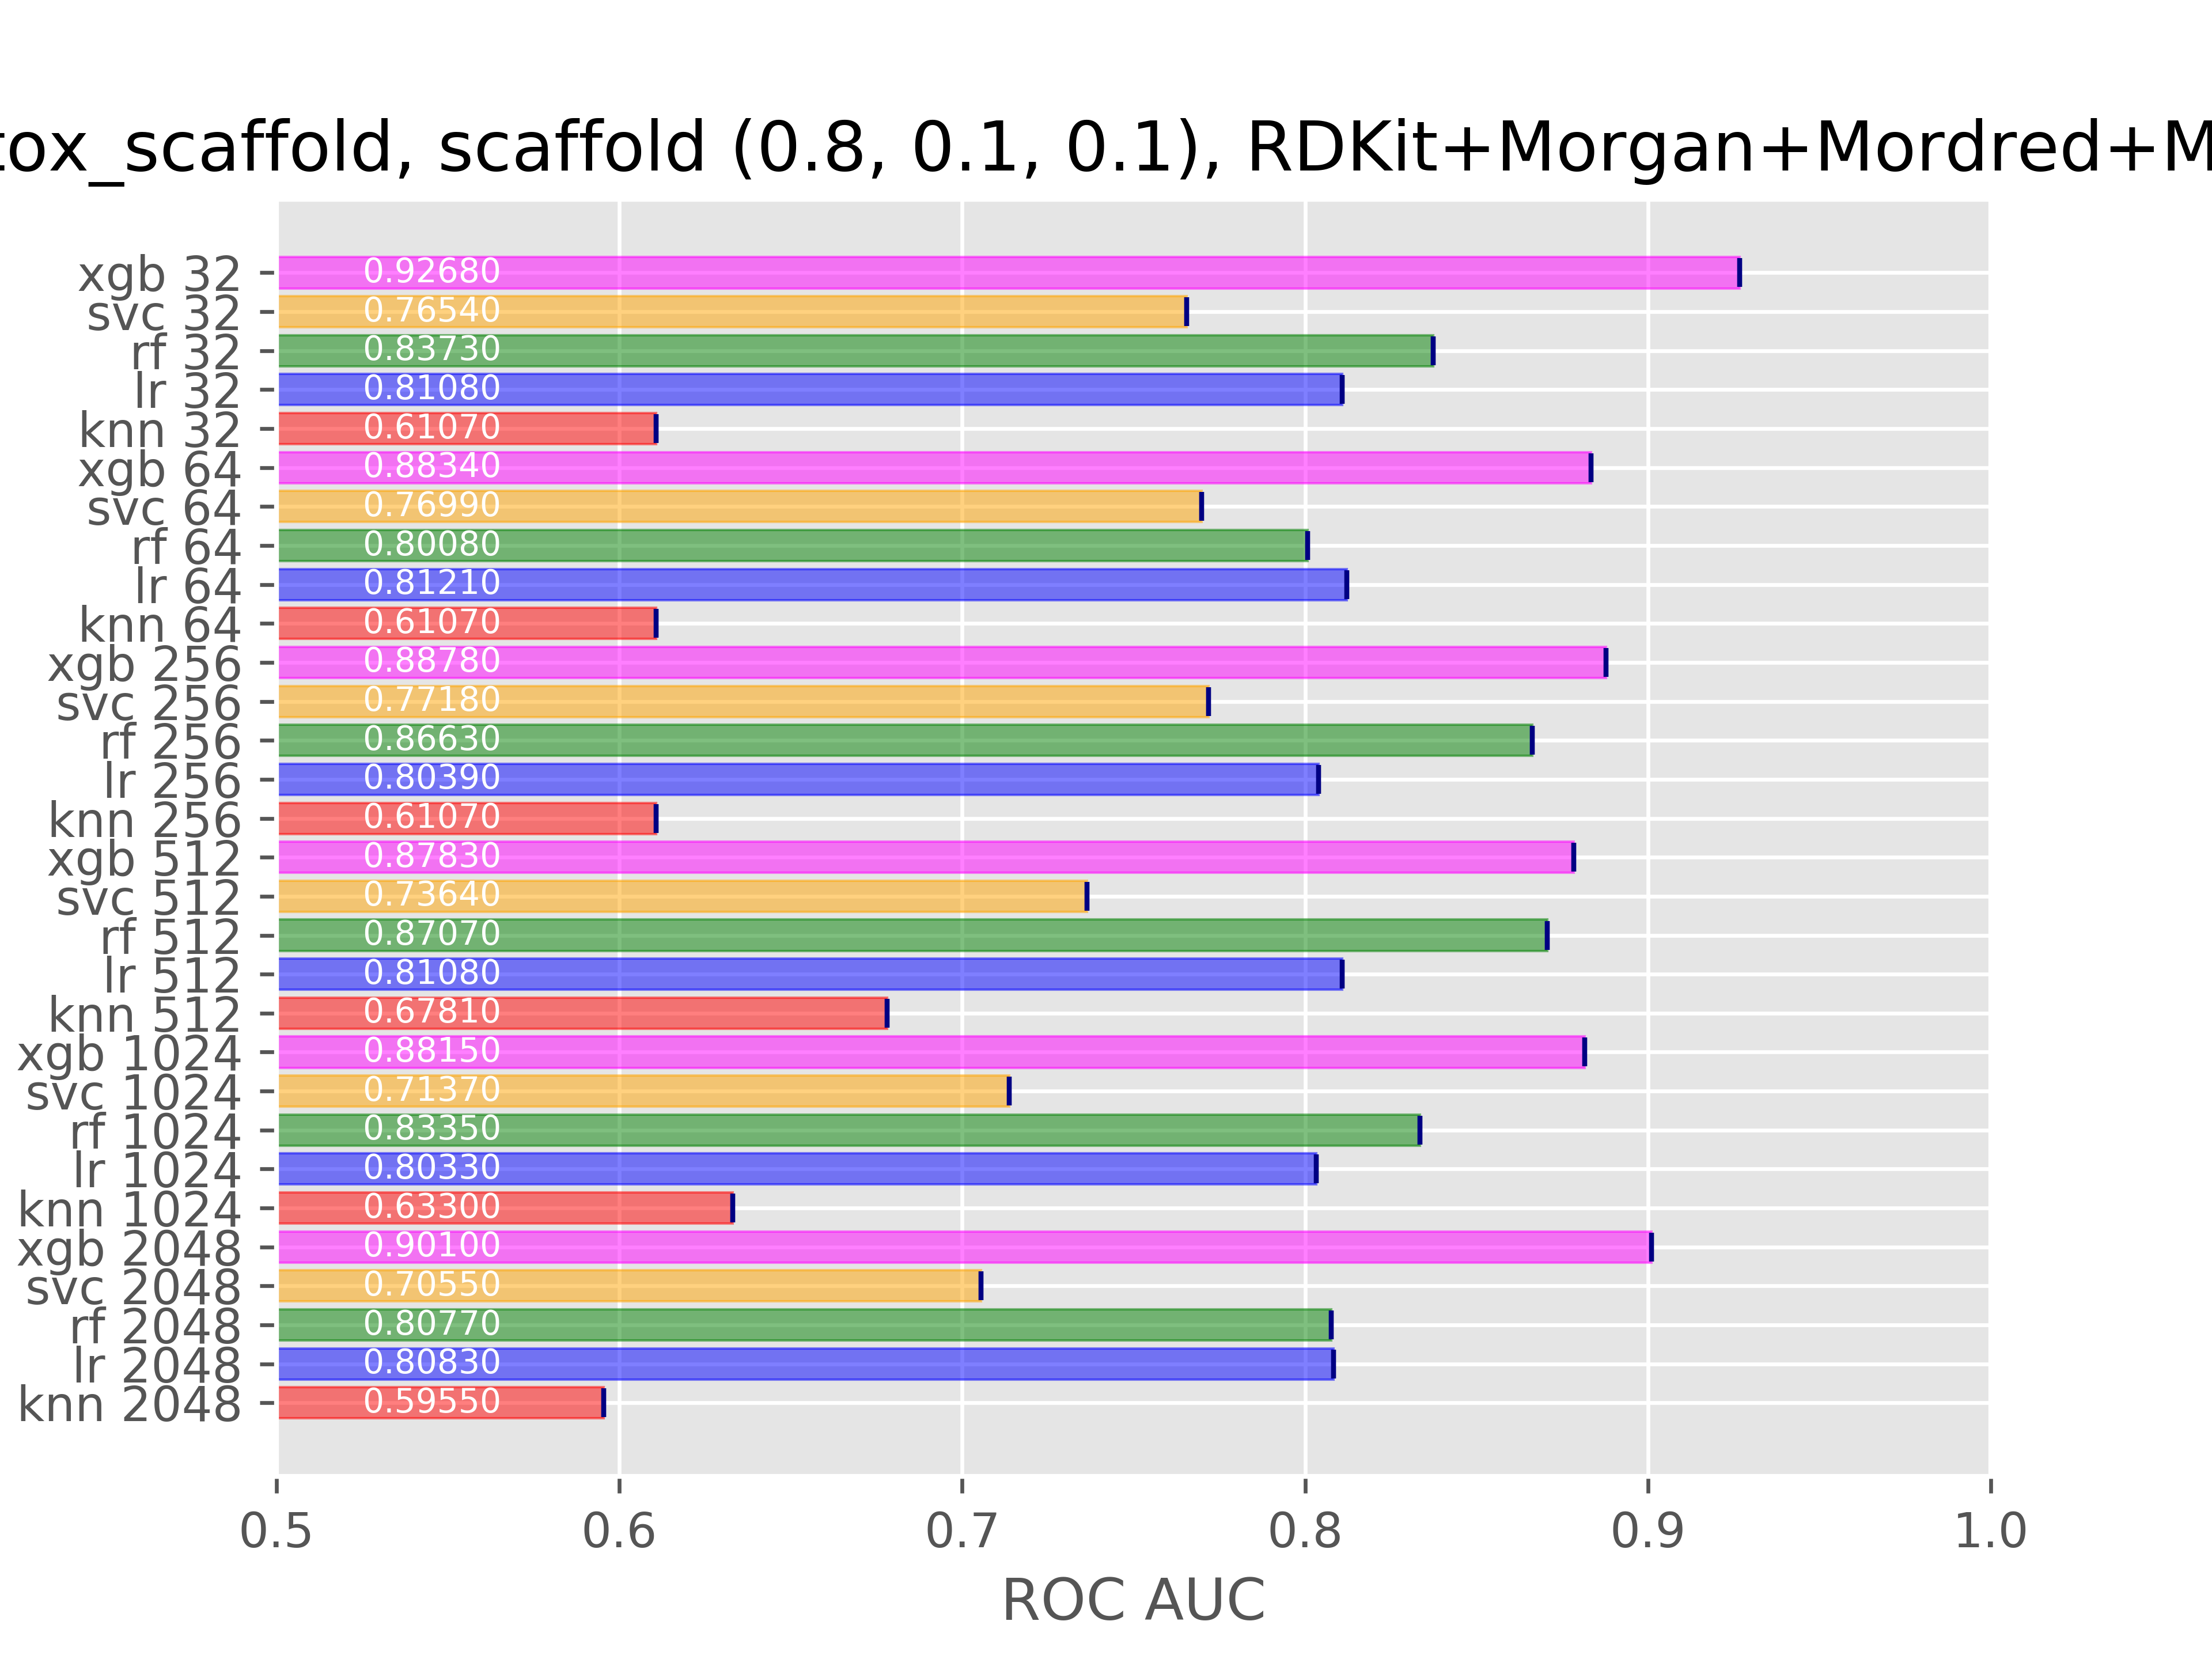 scaffold, scaffold (0.8, 0.1, 0.1), RDKit+Morgan+Mordred+
xgb 32 0.92680
svc 32 0.76540
rf 32 0.83730
lr 32 0.81080
knn 32 0.61070
xgb 64 0.88340
svc 64 0.76990
rf 64 0.80080
lr 64 0.81210
knn 64 0.61070
xgb 256 0.88780
svc 256 0.77180
rf 256 0.86630
lr 256 0.80390
knn 256 0.61070
xgb 512 0.87830
svc 512 0.73640
rf 512 0.87070
lr 512 0.81080
knn 512 0.67810
xgb 1024 0.88150
svc 1024 0.71370
rf 1024 0.83350
lr 1024 0.80330
knn 1024 0.63300
xgb 2048 0.90100
svc 2048 0.70550
rf 2048 0.80770
lr 2048 0.80830
knn 2048 0.59550
0.5 0.6 0.7 0.8 0.9 1.0
ROC AUC